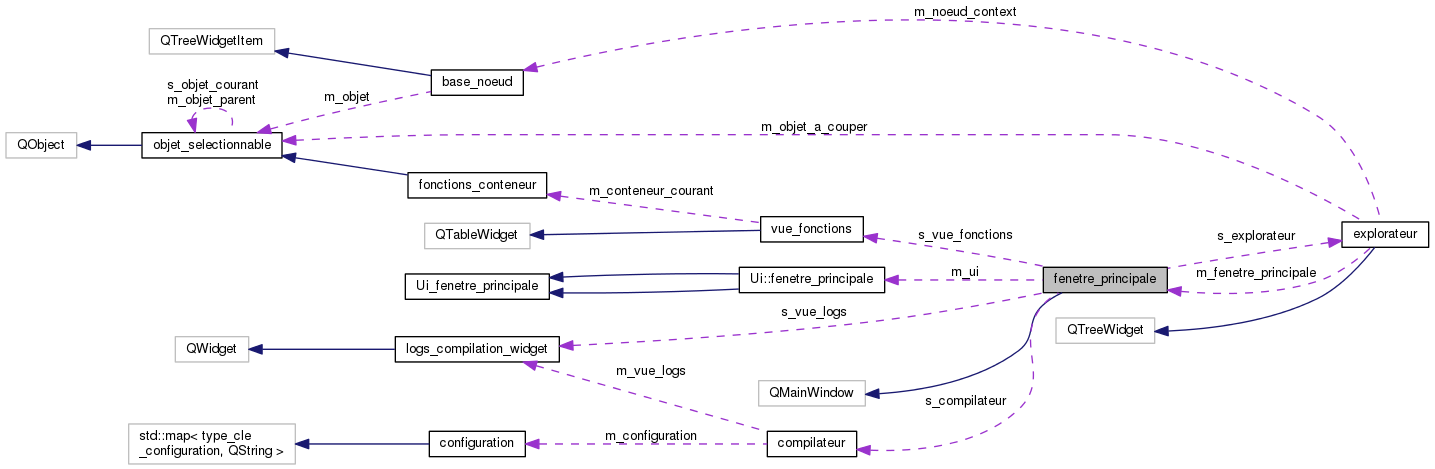 m_noeud_context
QTreeWidgetItem
base_noeud
s_objet_courant
m_objet_parent
m_objet
m_objet_a_couper
QObject
objet_selectionnable
fonctions_conteneur
m_conteneur_courant
QTableWidget
vue_fonctions
s_vue_fonctions
s_explorateur
explorateur
Ui_fenetre_principale
Ui::fenetre_principale
m_ui
fenetre_principale
m_fenetre_principale
s_vue_logs
QTreeWidget
QWidget
logs_compilation_widget
m_vue_logs
QMainWindow
s_compilateur
std::map< type_cle
_configuration, QString >
configuration
m_configuration
compilateur